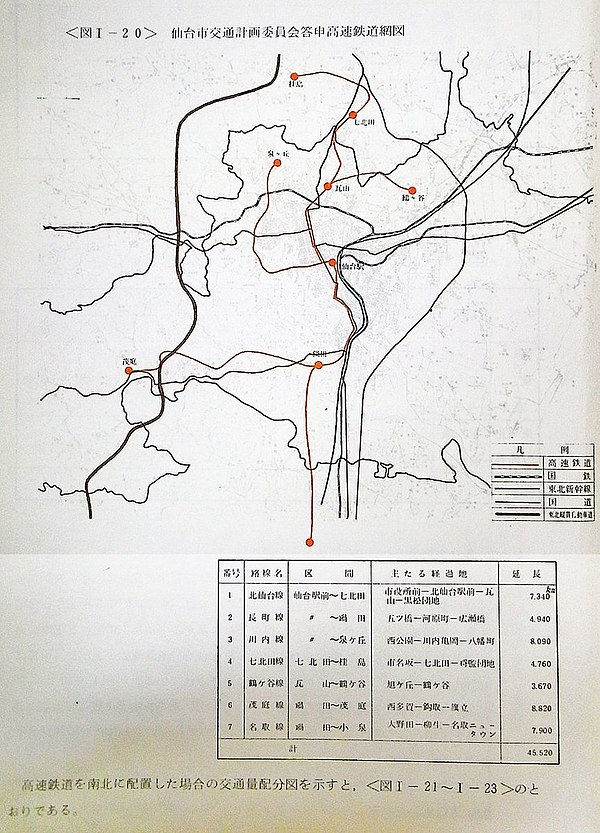 ＜図Ⅰ－20＞ 仙台市交通計画委員会答申高速鉄道網図
桂島
七北田
泉ヶ丘
瓦山
鶴ヶ谷
仙台駅
茂庭
鍋田
凡 例
高速鉄道
国 鉄
東北新幹線
国 道
東北縦貫自動車道
番号 路線名 区 間 主たる経過地 延 長
1 北仙台線 仙台駅前～七北田 市役所前－北仙台駅前－瓦山－黒松団地 7.340 km
2 長町線 〃 ～鍋田 五ツ橋－河原町－広瀬橋 4.940
3 川内線 〃 ～泉ヶ丘 西公園－川内亀岡－八幡町 8.090
4 七北田線 七北田～桂島 市名坂－七北田－将監団地 4.760
5 鶴ヶ谷線 瓦山～鶴ヶ谷 旭ヶ丘－鶴ヶ谷 3.670
6 茂庭線 鍋田～茂庭 西多賀－鈎取－旗立 8.820
7 名取線 鍋田～小泉 大野田－柳生－名取ニュータウン 7.900
計 45.520
高速鉄道を南北に配置した場合の交通量配分図を示すと，＜図Ⅰ－21～Ⅰ－23＞のと
おりである。